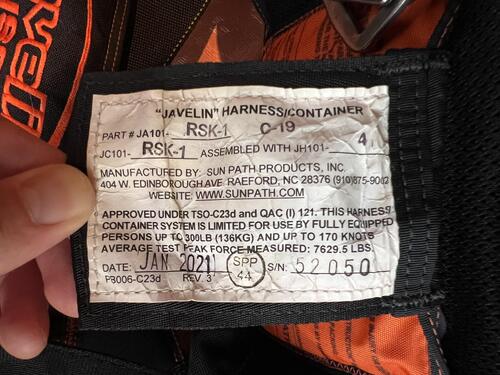 "JAVELIN" HARNESS/CONTAINER
PART # JA101- RSK-1 C-19
JC101- RSK-1 ASSEMBLED WITH JH101- 4
MANUFACTURED BY: SUN PATH PRODUCTS, INC.
404 W. EDINBOROUGH AVE. RAEFORD, NC 28376 (910)875-9002
WEBSITE: WWW.SUNPATH.COM
APPROVED UNDER TSO-C23d and QAC (I) 121. THIS HARNESS/
CONTAINER SYSTEM IS LIMITED FOR USE BY FULLY EQUIPPED
PERSONS UP TO 300LB (136KG) AND UP TO 170 KNOTS
AVERAGE TEST PEAK FORCE MEASURED: 7629.5 LBS.
DATE: JAN 2021 SPP 44 S/N: 52050
P8006-C23d REV. 3